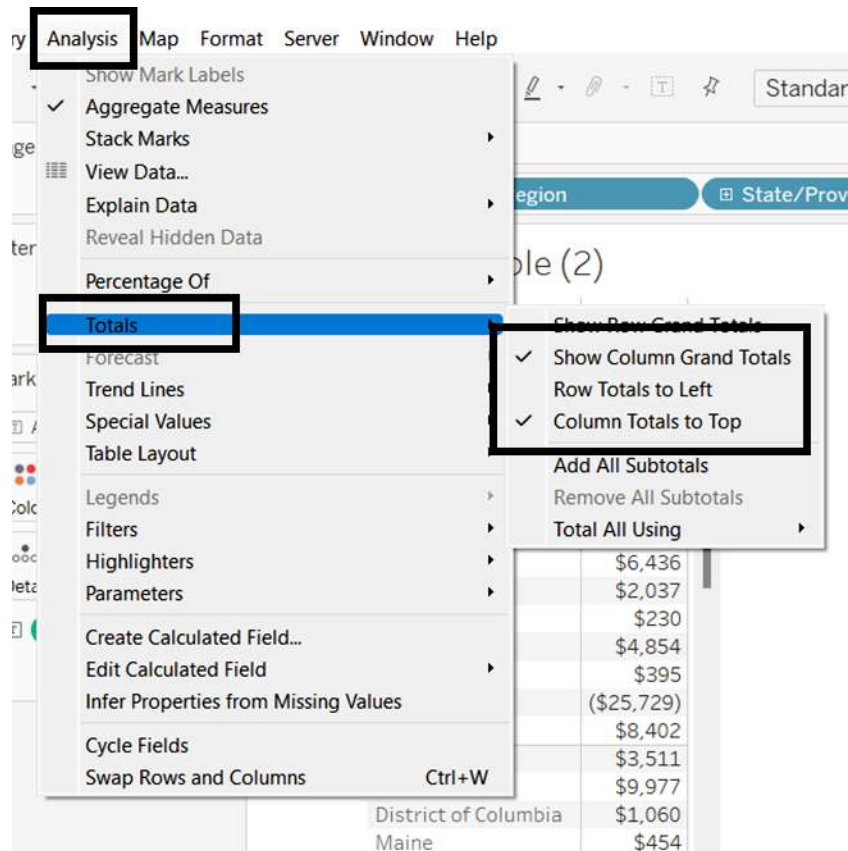 ry Analysis Map Format Server Window Help
Show Mark Labels
Aggregate Measures
Standar
Stack Marks
ge
View Data...
Explain Data
egion
State/Prov
Reveal Hidden Data
ter
ble (2)
Percentage Of
Totals
Show Row Grand Totals
Forecast
Show Column Grand Totals
ark
Trend Lines
Row Totals to Left
Special Values
Column Totals to Top
Table Layout
Add All Subtotals
Legends
Remove All Subtotals
Colo
Filters
Total All Using
Highlighters
$6,436
Deta
Parameters
$2,037
$230
Create Calculated Field...
$4,854
Edit Calculated Field
$395
Infer Properties from Missing Values
($25,729)
$8,402
Cycle Fields
$3,511
Swap Rows and Columns Ctrl+W
$9,977
District of Columbia $1,060
Maine $454